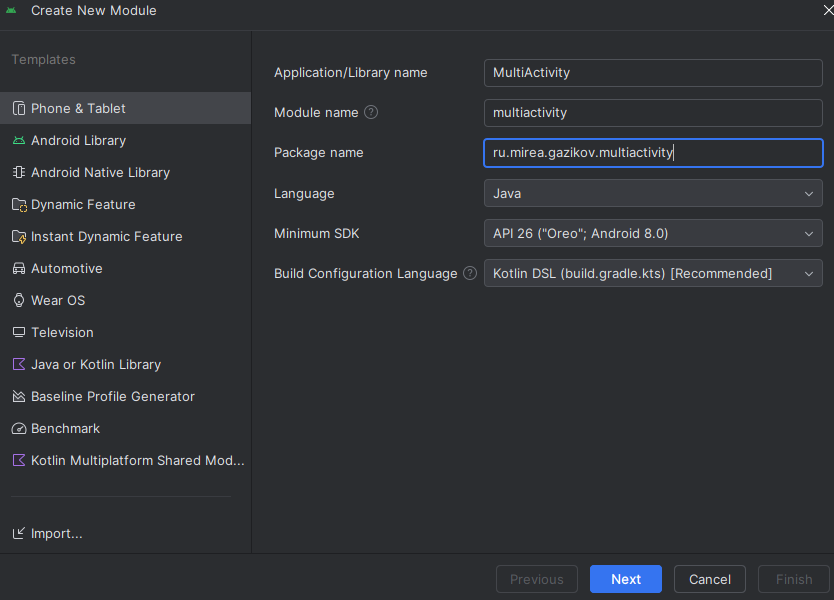 Create New Module
Templates
Phone & Tablet
Android Library
Android Native Library
Dynamic Feature
Instant Dynamic Feature
Automotive
Wear OS
Television
Java or Kotlin Library
Baseline Profile Generator
Benchmark
Kotlin Multiplatform Shared Mod...
Import...
Application/Library name MultiActivity
Module name ? multiactivity
Package name ru.mirea.gazikov.multiactivity
Language Java
Minimum SDK API 26 ("Oreo"; Android 8.0)
Build Configuration Language ? Kotlin DSL (build.gradle.kts) [Recommended]
Previous Next Cancel Finish